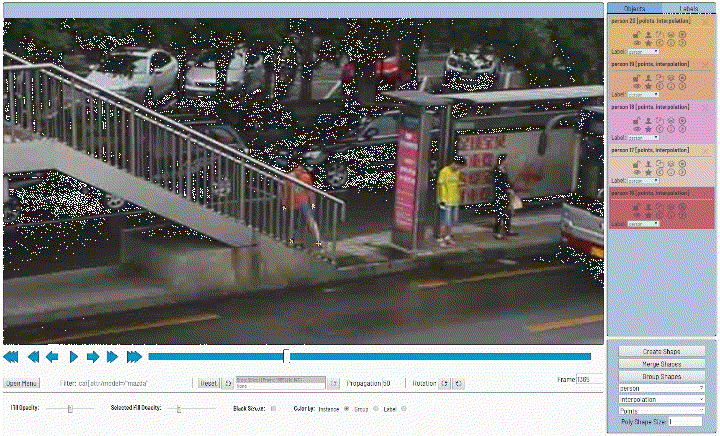 Objects
Labels
person 20 [points, interpolation]
Label: person
person 19 [points, interpolation]
Label: person
person 18 [points, interpolation]
Label: person
person 17 [points, interpolation]
Label: person
person 16 [points, interpolation]
Label: person
Open Menu
Filter: car[attr/model="mazda"
Reset
Propagation 50
Rotation
Frame 1365
Fill Opacity:
Selected Fill Opacity:
Black Stroke:
Color by: Instance
Group
Label
Create Shape
Merge Shapes
Group Shapes
person
Interpolation
Points
Poly Shape Size: 1